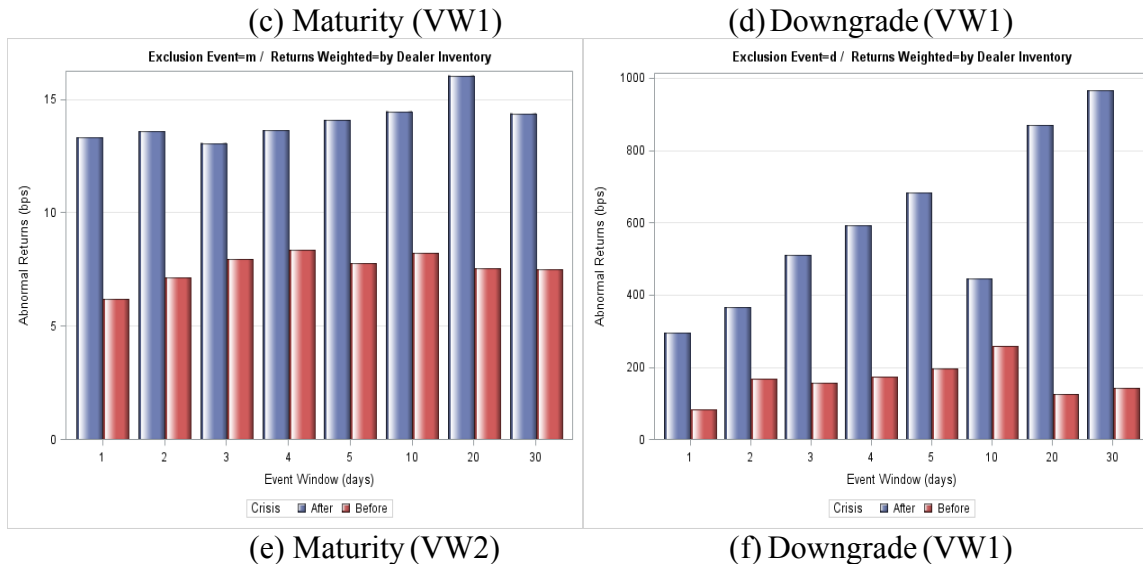 (c) Maturity (VW1)
(d) Downgrade (VW1)
Exclusion Event=m / Returns Weighted=by Dealer Inventory
Abnormal Returns (bps)
15
10
5
0
1 2 3 4 5 10 20 30
Event Window (days)
Crisis After Before
Exclusion Event=d / Returns Weighted=by Dealer Inventory
Abnormal Returns (bps)
1000
800
600
400
200
0
1 2 3 4 5 10 20 30
Event Window (days)
Crisis After Before
(e) Maturity (VW2)
(f) Downgrade (VW1)